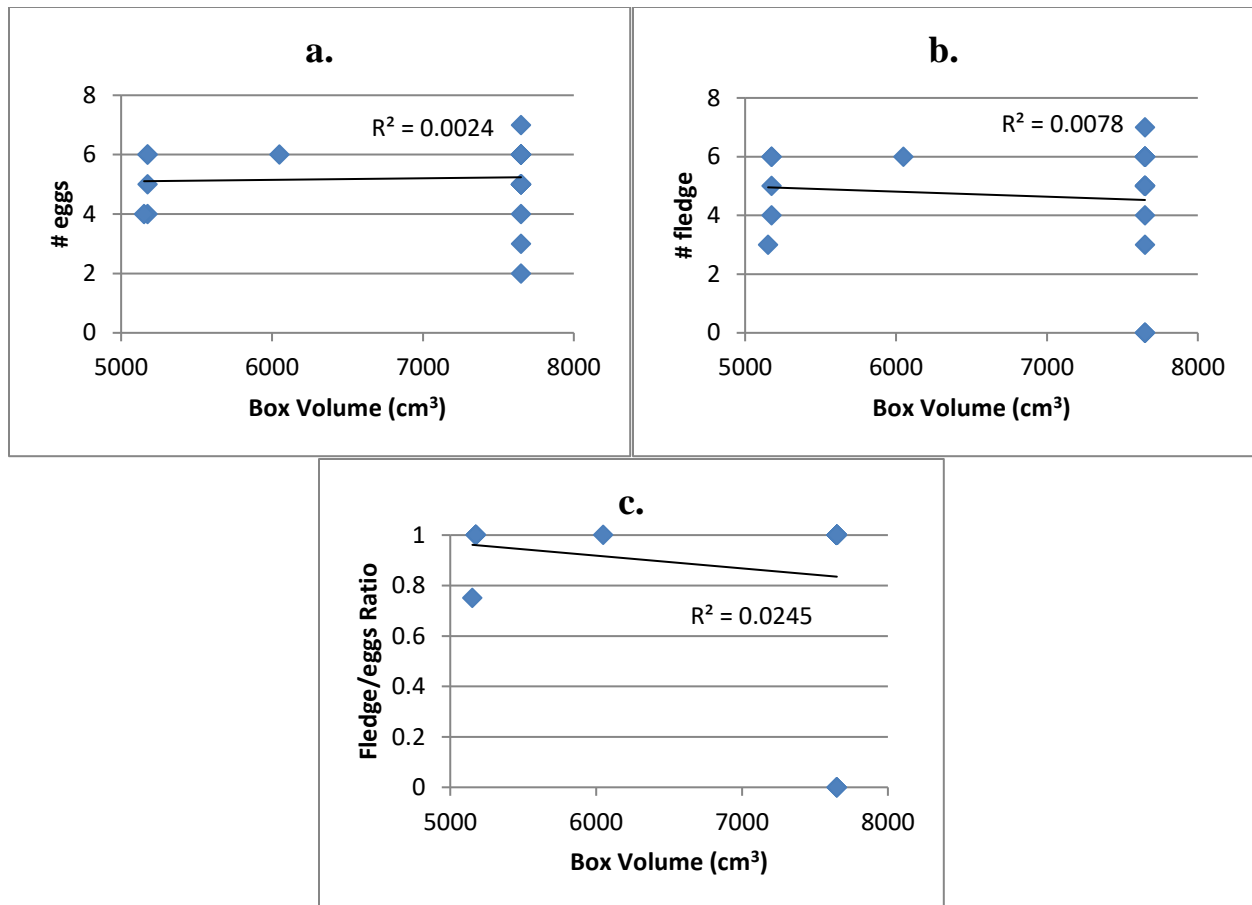 a.
R² = 0.0024
# eggs
8
6
4
2
0
5000 6000 7000 8000
Box Volume (cm³)
b.
R² = 0.0078
# fledge
8
6
4
2
0
5000 6000 7000 8000
Box Volume (cm³)
c.
R² = 0.0245
Fledge/eggs Ratio
1
0.8
0.6
0.4
0.2
0
5000 6000 7000 8000
Box Volume (cm³)